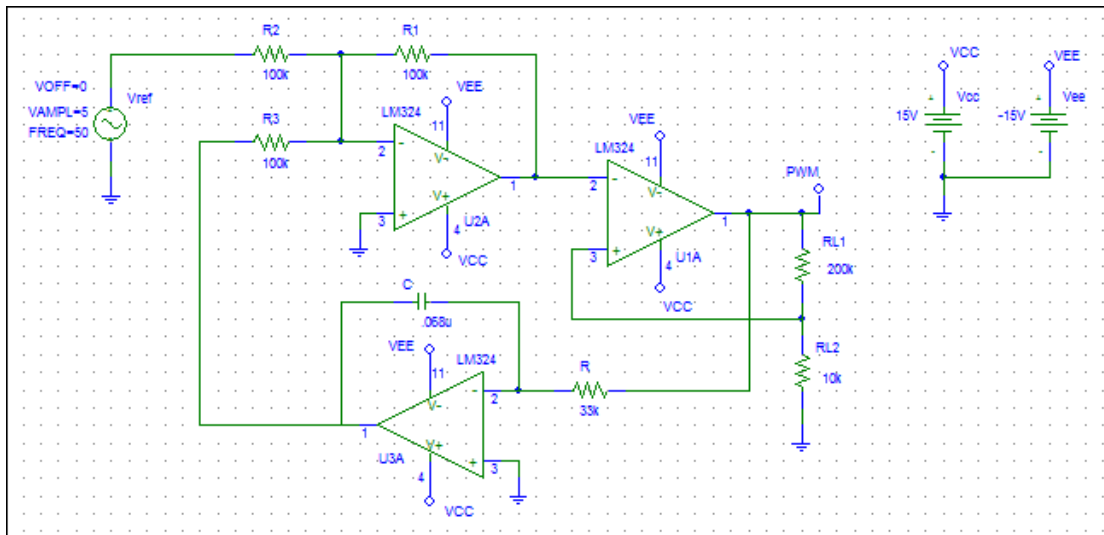 R2
100k
R1
100k
VOFF=0
Vref
VAMPL=5
FREQ=50
R3
100k
VEE
LM324
11
2
-
V-
1
+
3
V+
U2A
4
VCC
VEE
LM324
11
2
-
V-
1
+
3
V+
U1A
4
VCC
PWM
RL1
200k
RL2
10k
C
.068u
VEE
LM324
11
-
2
V-
1
V+
U3A
+
3
4
VCC
R
33k
VCC
VEE
+
Vcc
15V
-
+
Vee
-15V
-